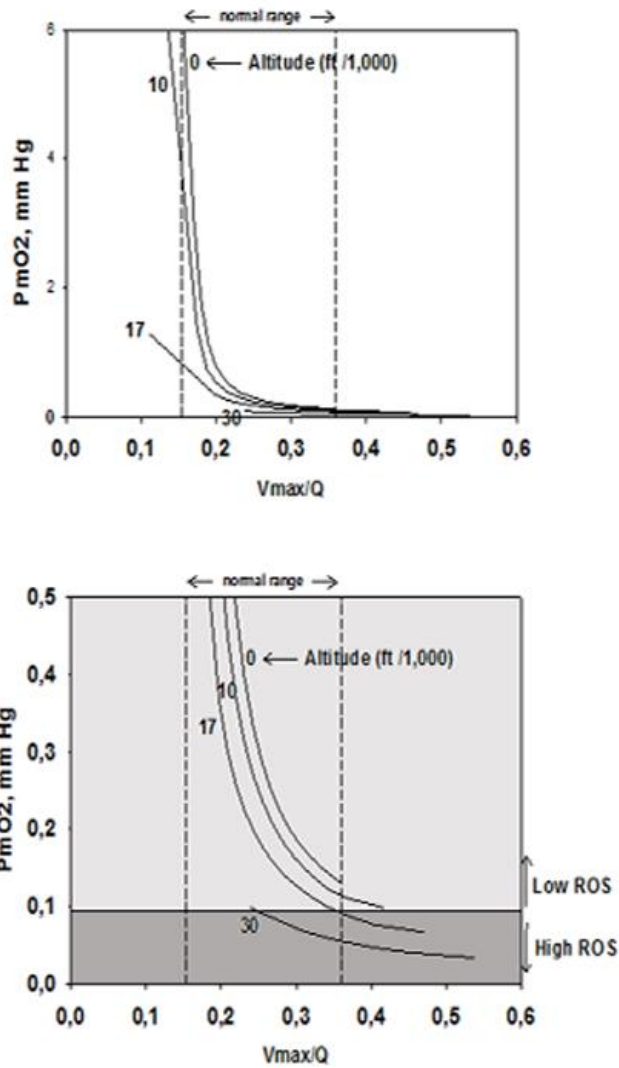 ← normal range →
6
0 ← Altitude (ft /1,000)
10
4
PmO2, mm Hg
2
17
30
0
0,0 0,1 0,2 0,3 0,4 0,5 0,6
Vmax/Q
← normal range →
0,5
0 ← Altitude (ft /1,000)
0,4
10
17
0,3
PmO2, mm Hg
0,2
Low ROS
0,1
30
High ROS
0,0
0,0 0,1 0,2 0,3 0,4 0,5 0,6
Vmax/Q